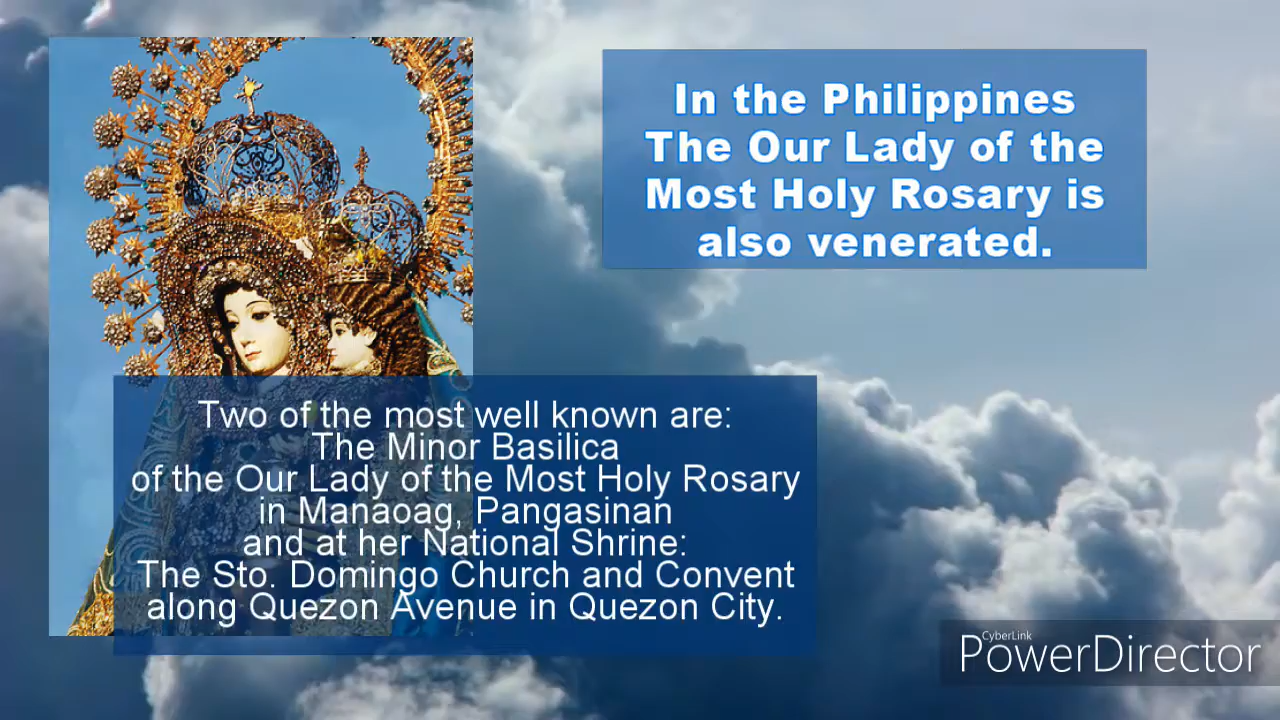 In the Philippines
The Our Lady of the
Most Holy Rosary is
also venerated.
Two of the most well known are:
The Minor Basilica
of the Our Lady of the Most Holy Rosary
in Manaoag, Pangasinan
and at her National Shrine:
The Sto. Domingo Church and Convent
along Quezon Avenue in Quezon City.
CyberLink
PowerDirector